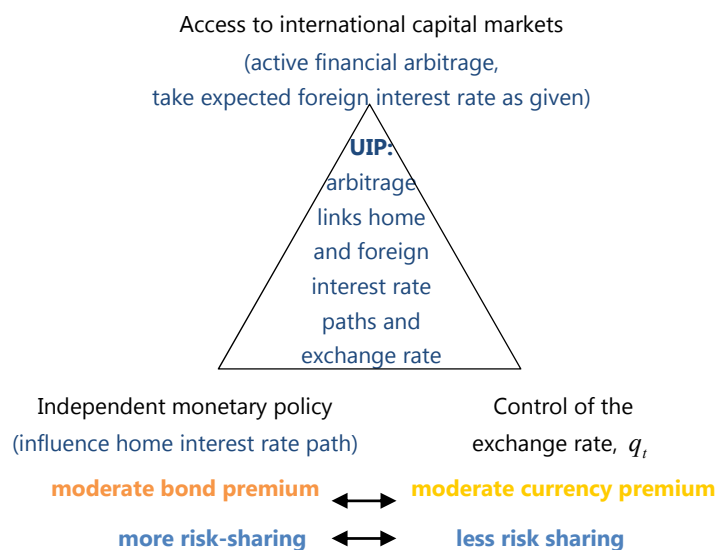 Access to international capital markets
(active financial arbitrage,
take expected foreign interest rate as given)
UIP:
arbitrage
links home
and foreign
interest rate
paths and
exchange rate
Independent monetary policy
(influence home interest rate path)
Control of the
exchange rate, qt
moderate bond premium
moderate currency premium
more risk-sharing
less risk sharing